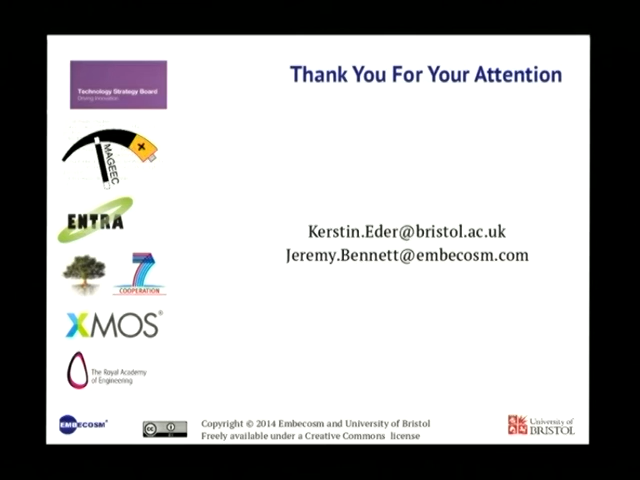 Thank You For Your Attention
Technology Strategy Board
Driving Innovation
MAGEEC
ENTRA
7
COOPERATION
XMOS®
The Royal Academy
of Engineering
Kerstin.Eder@bristol.ac.uk
Jeremy.Bennett@embecosm.com
EMBECOSM®
cc
Copyright © 2014 Embecosm and University of Bristol
Freely available under a Creative Commons license
University of
BRISTOL